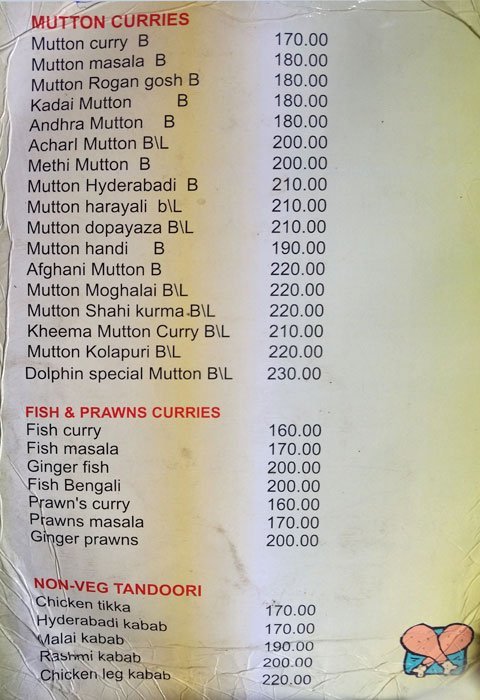 MUTTON CURRIES
Mutton curry B 170.00
Mutton masala B 180.00
Mutton Rogan gosh B 180.00
Kadai Mutton B 180.00
Andhra Mutton B 180.00
Acharl Mutton B\L 200.00
Methi Mutton B 200.00
Mutton Hyderabadi B 210.00
Mutton harayali b\L 210.00
Mutton dopayaza B\L 210.00
Mutton handi B 190.00
Afghani Mutton B 220.00
Mutton Moghalai B\L 220.00
Mutton Shahi kurma B\L 220.00
Kheema Mutton Curry B\L 210.00
Mutton Kolapuri B\L 220.00
Dolphin special Mutton B\L 230.00
FISH & PRAWNS CURRIES
Fish curry 160.00
Fish masala 170.00
Ginger fish 200.00
Fish Bengali 200.00
Prawn's curry 160.00
Prawns masala 170.00
Ginger prawns 200.00
NON-VEG TANDOORI
Chicken tikka 170.00
Hyderabadi kabab 170.00
Malai kabab 190.00
Rashmi kabab 200.00
Chicken leg kabab 220.00